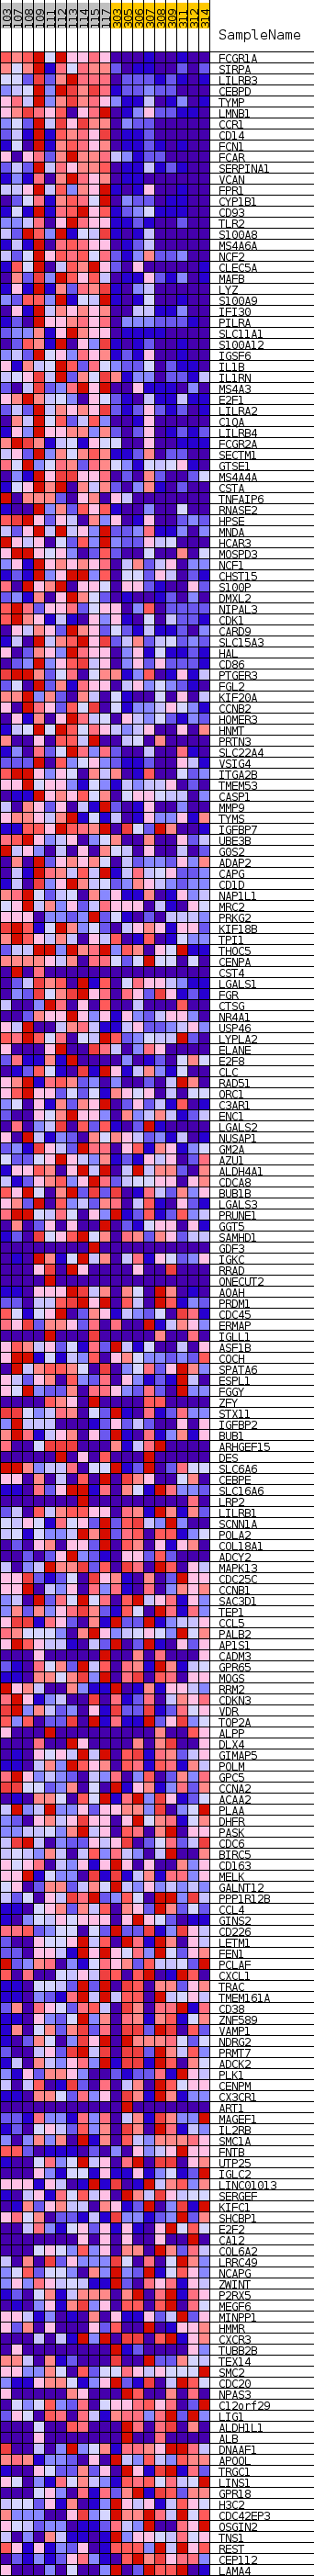 103 107 108 109 111 112 113 114 115 117 303 305 306 307 308 309 311 312 314
SampleName
FCGR1A
SIRPA
LILRB3
CEBPD
TYMP
LMNB1
CCR1
CD14
FCN1
FCAR
SERPINA1
VCAN
FPR1
CYP1B1
CD93
TLR2
S100A8
MS4A6A
NCF2
CLEC5A
MAFB
LYZ
S100A9
IFI30
PILRA
SLC11A1
S100A12
IGSF6
IL1B
IL1RN
MS4A3
E2F1
LILRA2
C1QA
LILRB4
FCGR2A
SECTM1
GTSE1
MS4A4A
CSTA
TNFAIP6
RNASE2
HPSE
MNDA
HCAR3
MOSPD3
NCF1
CHST15
S100P
DMXL2
NIPAL3
CDK1
CARD9
SLC15A3
HAL
CD86
PTGER3
FGL2
KIF20A
CCNB2
HOMER3
HNMT
PRTN3
SLC22A4
VSIG4
ITGA2B
TMEM53
CASP1
MMP9
TYMS
IGFBP7
UBE3B
G0S2
ADAP2
CAPG
CD1D
NAP1L1
MRC2
PRKG2
KIF18B
TPI1
THOC5
CENPA
CST4
LGALS1
FGR
CTSG
NR4A1
USP46
LYPLA2
ELANE
E2F8
CLC
RAD51
ORC1
C3AR1
ENC1
LGALS2
NUSAP1
GM2A
AZU1
ALDH4A1
CDCA8
BUB1B
LGALS3
PRUNE1
GGT5
SAMHD1
GDF3
IGKC
RRAD
ONECUT2
AOAH
PRDM1
CDC45
ERMAP
IGLL1
ASF1B
COCH
SPATA6
ESPL1
FGGY
ZFY
STX11
IGFBP2
BUB1
ARHGEF15
DES
SLC6A6
CEBPE
SLC16A6
LRP2
LILRB1
SCNN1A
POLA2
COL18A1
ADCY2
MAPK13
CDC25C
CCNB1
SAC3D1
TEP1
CCL5
PALB2
AP1S1
CADM3
GPR65
MOGS
RRM2
CDKN3
VDR
TOP2A
ALPP
DLX4
GIMAP5
POLM
GPC5
CCNA2
ACAA2
PLAA
DHFR
PASK
CDC6
BIRC5
CD163
MELK
GALNT12
PPP1R12B
CCL4
GINS2
CD226
LETM1
FEN1
PCLAF
CXCL1
TRAC
TMEM161A
CD38
ZNF589
VAMP1
NDRG2
PRMT7
ADCK2
PLK1
CENPM
CX3CR1
ART1
MAGEF1
IL2RB
SMC1A
FNTB
UTP25
IGLC2
LINC01013
SERGEF
KIFC1
SHCBP1
E2F2
CA12
COL6A2
LRRC49
NCAPG
ZWINT
P2RX5
MEGF6
MINPP1
HMMR
CXCR3
TUBB2B
TEX14
SMC2
CDC20
NPAS3
C12orf29
LIG1
ALDH1L1
ALB
DNAAF1
APOOL
TRGC1
LINS1
GPR18
H3C2
CDC42EP3
OSGIN2
TNS1
REST
CEP112
LAMA4